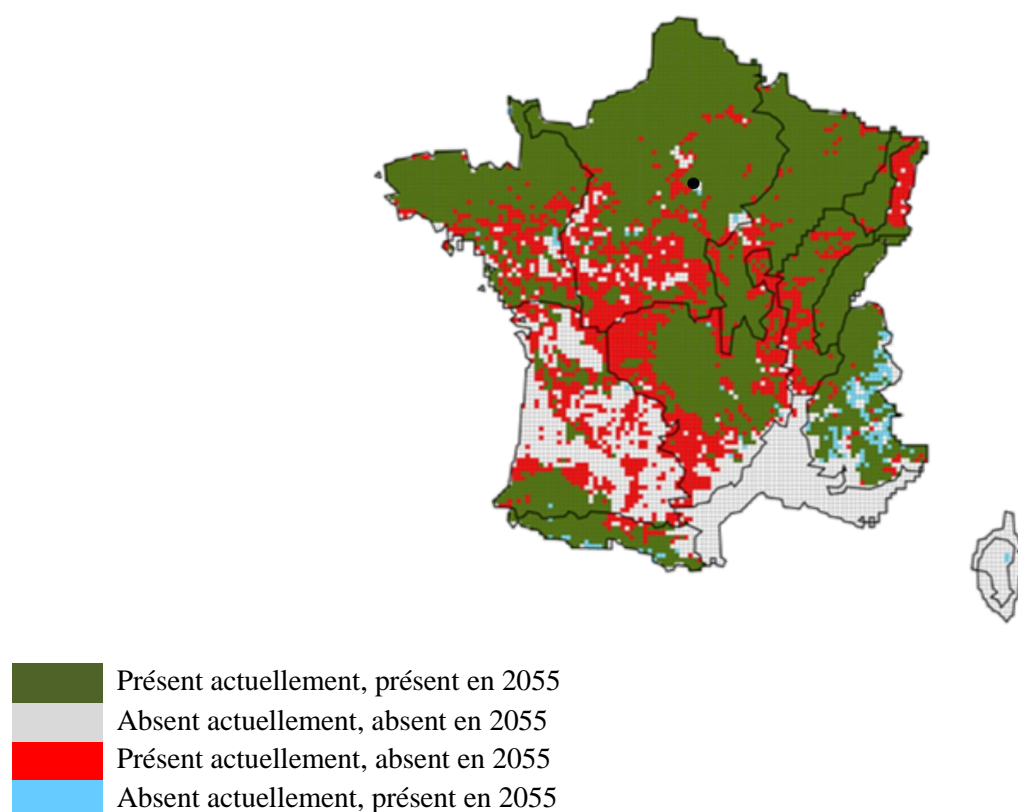 Présent actuellement, présent en 2055
Absent actuellement, absent en 2055
Présent actuellement, absent en 2055
Absent actuellement, présent en 2055